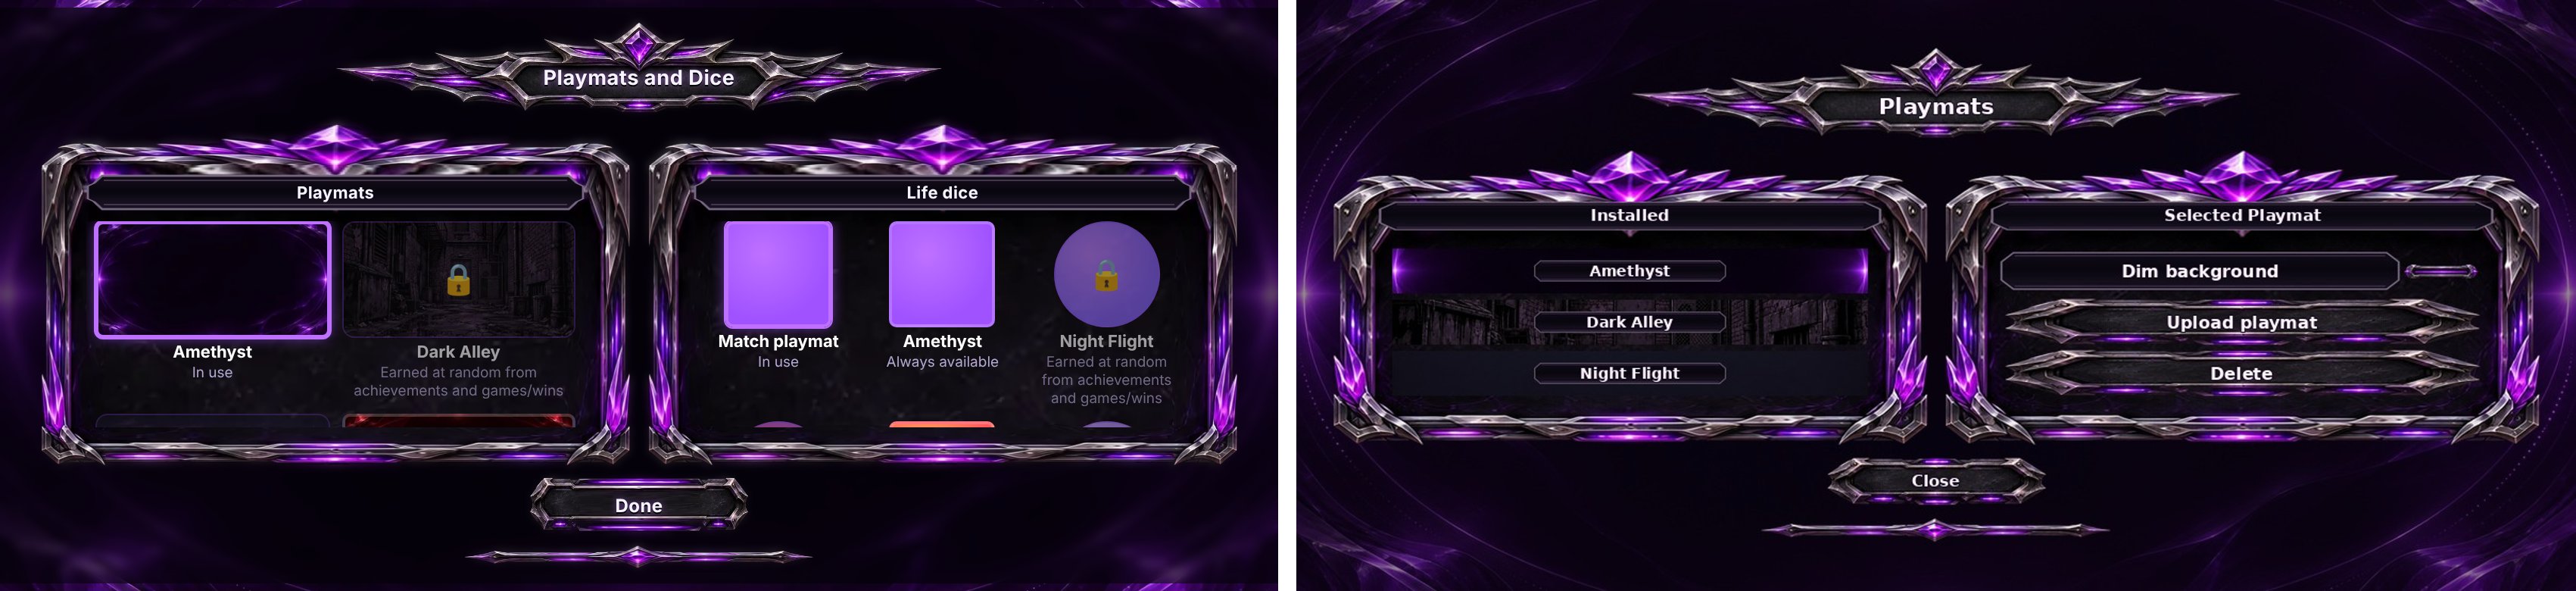 Playmats and Dice
Playmats
Amethyst
In use
Dark Alley
Earned at random from
achievements and games/wins
Life dice
Match playmat
In use
Amethyst
Always available
Night Flight
Earned at random
from achievements
and games/wins
Done
Playmats
Installed
Amethyst
Dark Alley
Night Flight
Selected Playmat
Dim background
Upload playmat
Delete
Close